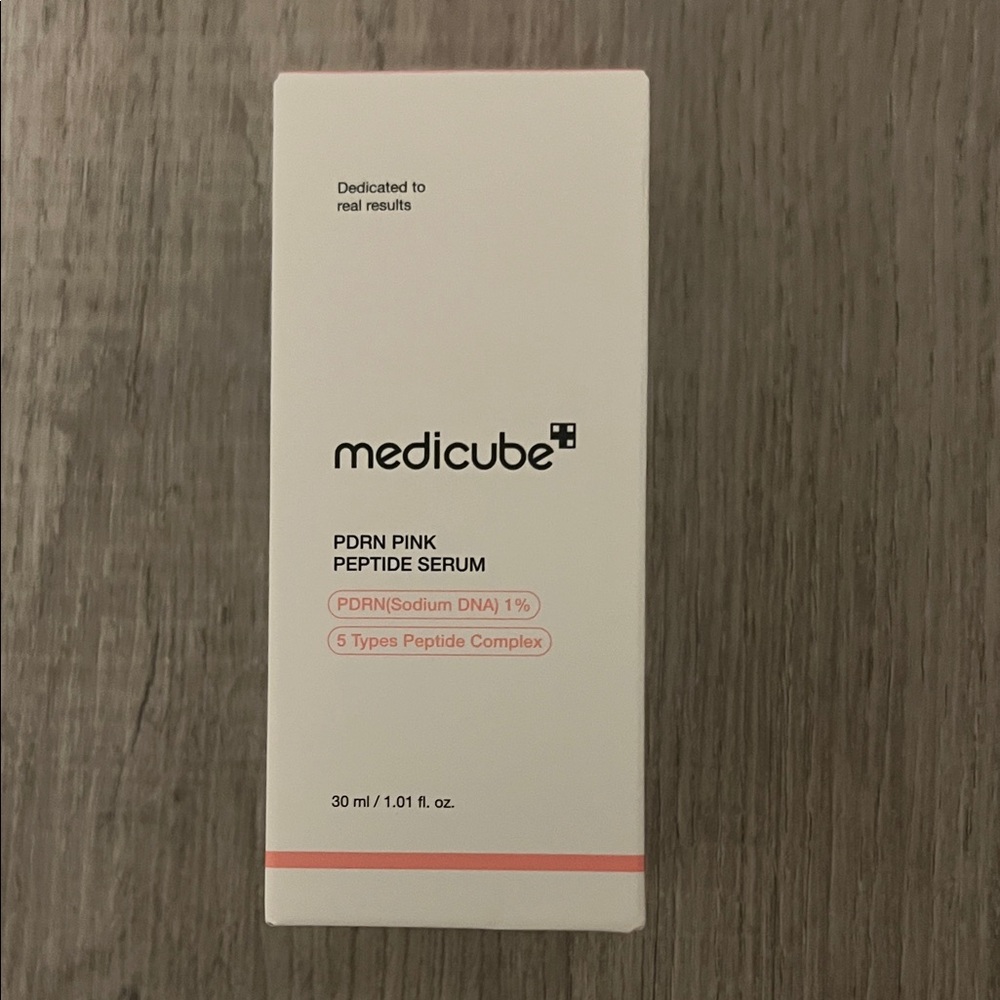 Dedicated to
real results
medicube
PDRN PINK
PEPTIDE SERUM
PDRN(Sodium DNA) 1%
5 Types Peptide Complex
30 ml / 1.01 fl. oz.